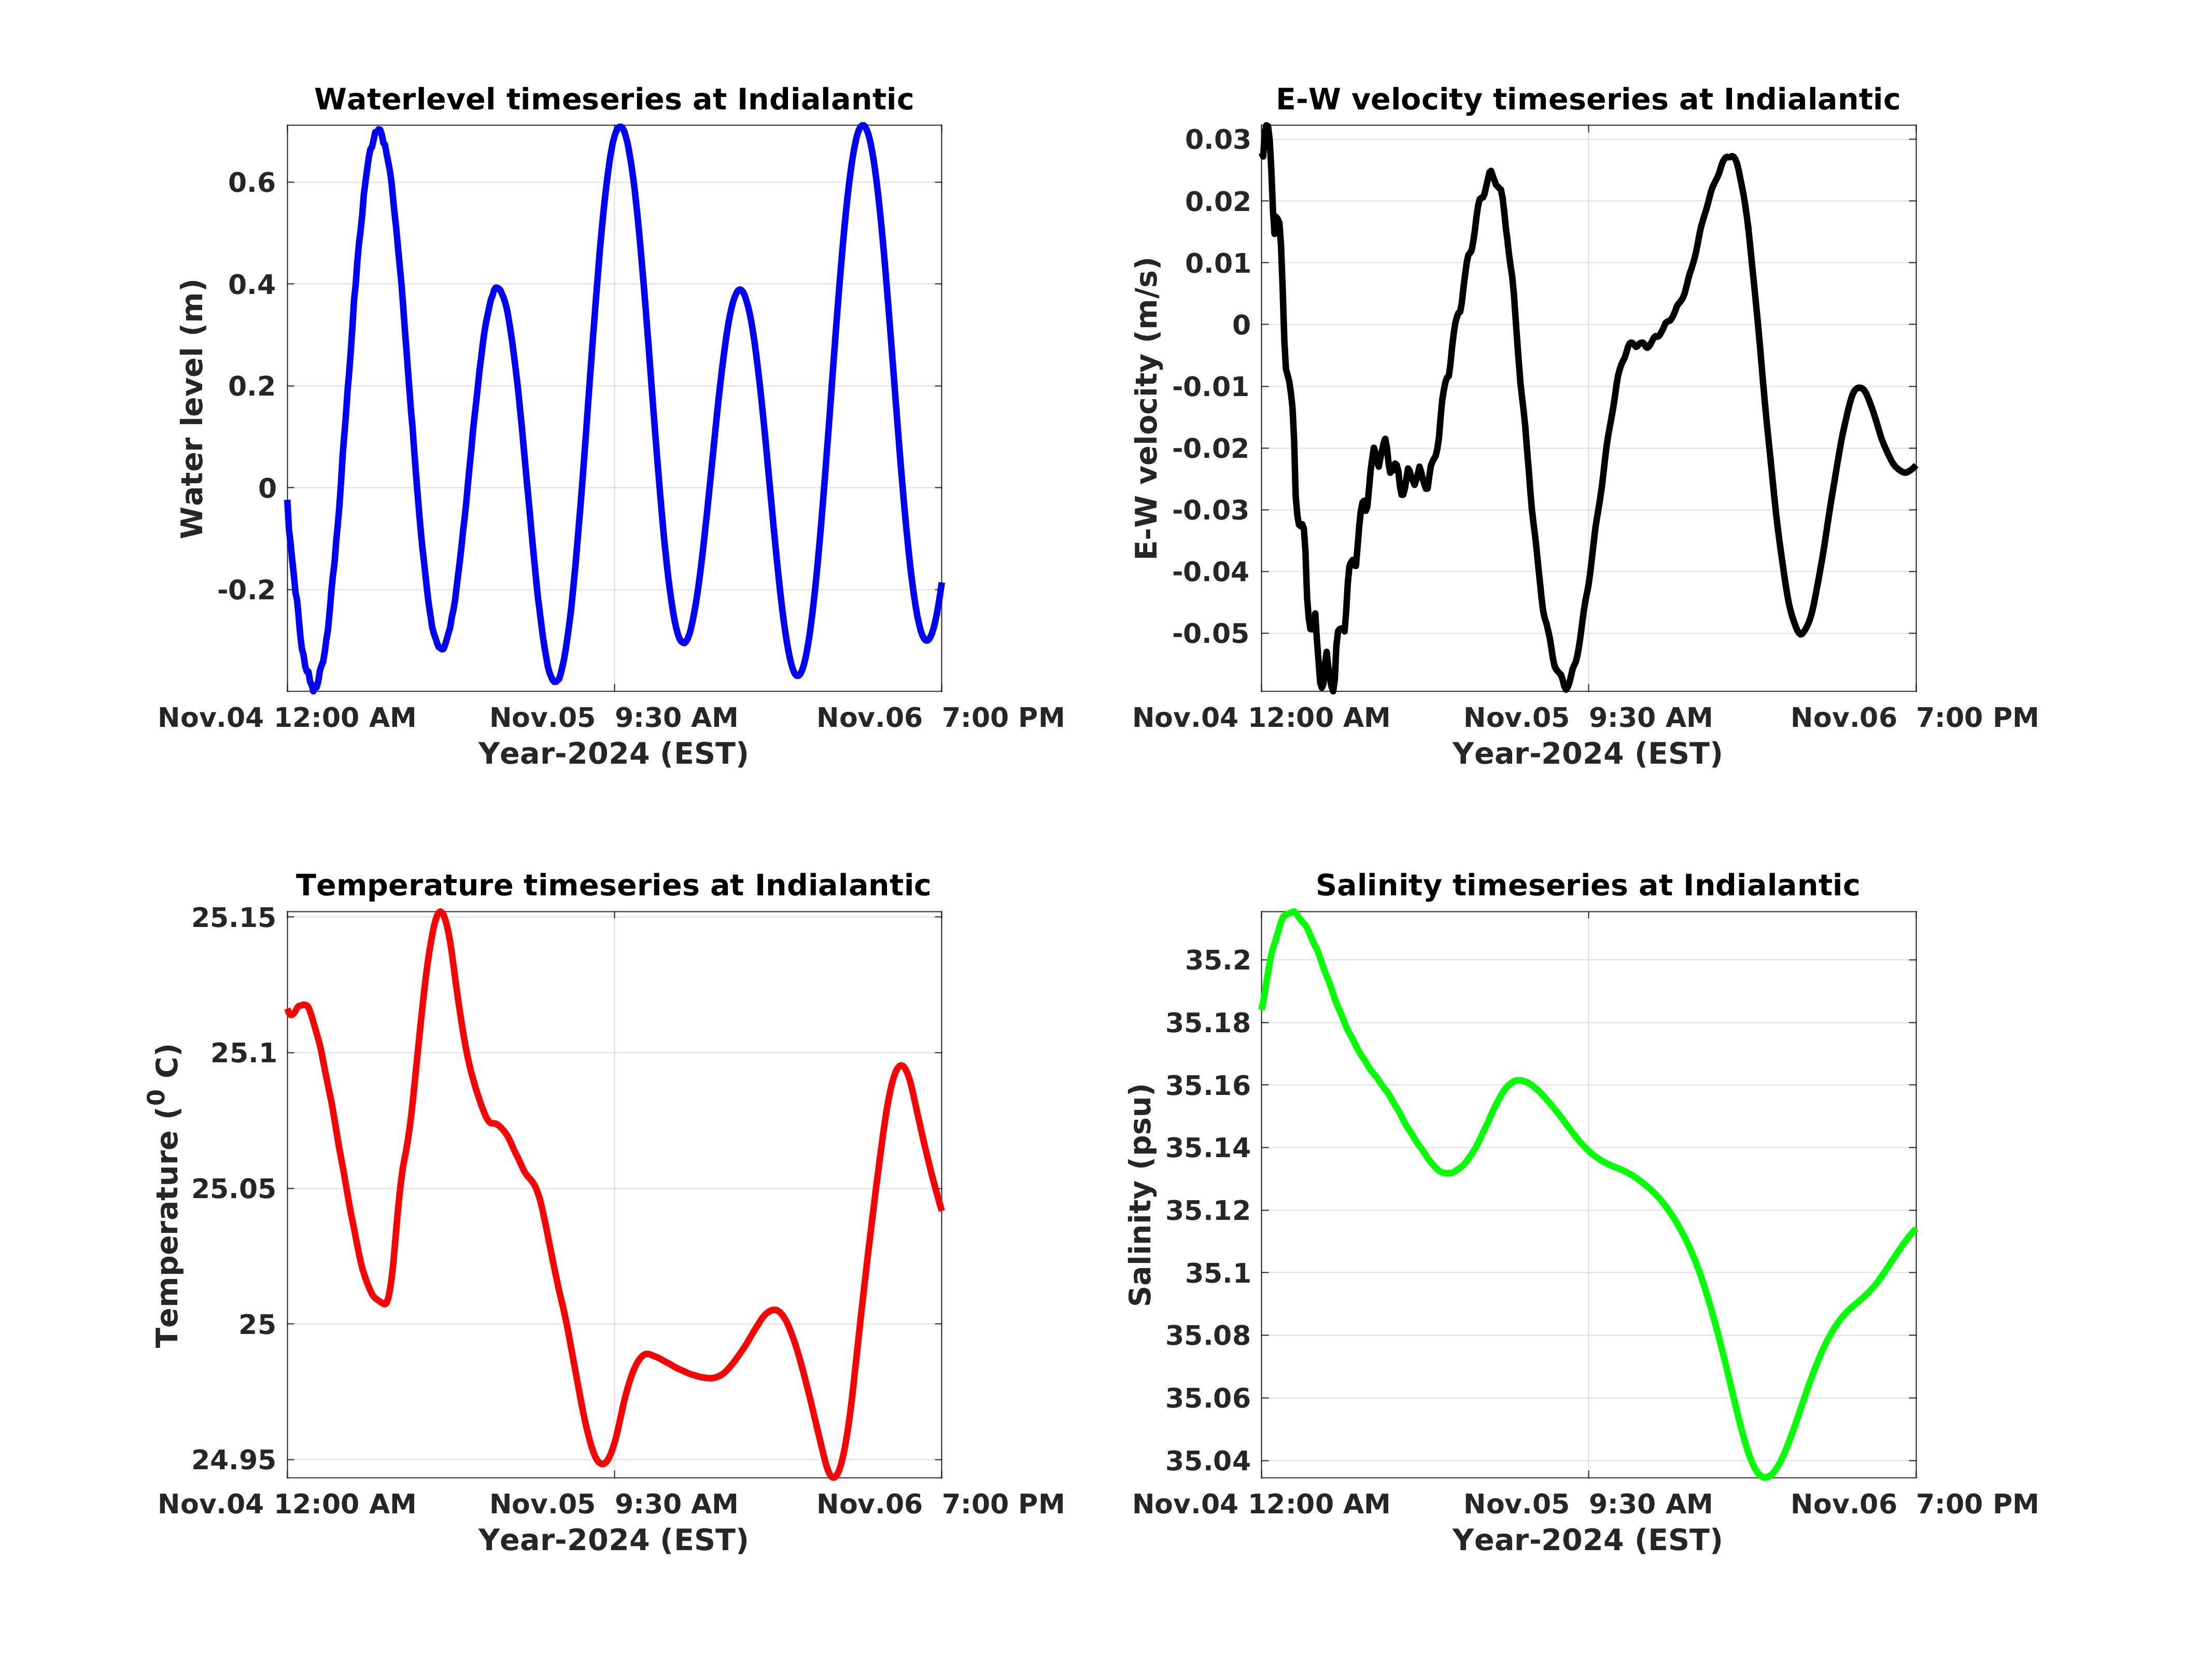 Waterlevel timeseries at Indialantic
0.6
0.4
0.2
0
-0.2
Water level (m)
Nov.04 12:00 AM Nov.05 9:30 AM Nov.06 7:00 PM
Year-2024 (EST)
E-W velocity timeseries at Indialantic
0.03
0.02
0.01
0
-0.01
-0.02
-0.03
-0.04
-0.05
E-W velocity (m/s)
Nov.04 12:00 AM Nov.05 9:30 AM Nov.06 7:00 PM
Year-2024 (EST)
Temperature timeseries at Indialantic
25.15
25.1
25.05
25
24.95
Temperature (⁰ C)
Nov.04 12:00 AM Nov.05 9:30 AM Nov.06 7:00 PM
Year-2024 (EST)
Salinity timeseries at Indialantic
35.2
35.18
35.16
35.14
35.12
35.1
35.08
35.06
35.04
Salinity (psu)
Nov.04 12:00 AM Nov.05 9:30 AM Nov.06 7:00 PM
Year-2024 (EST)